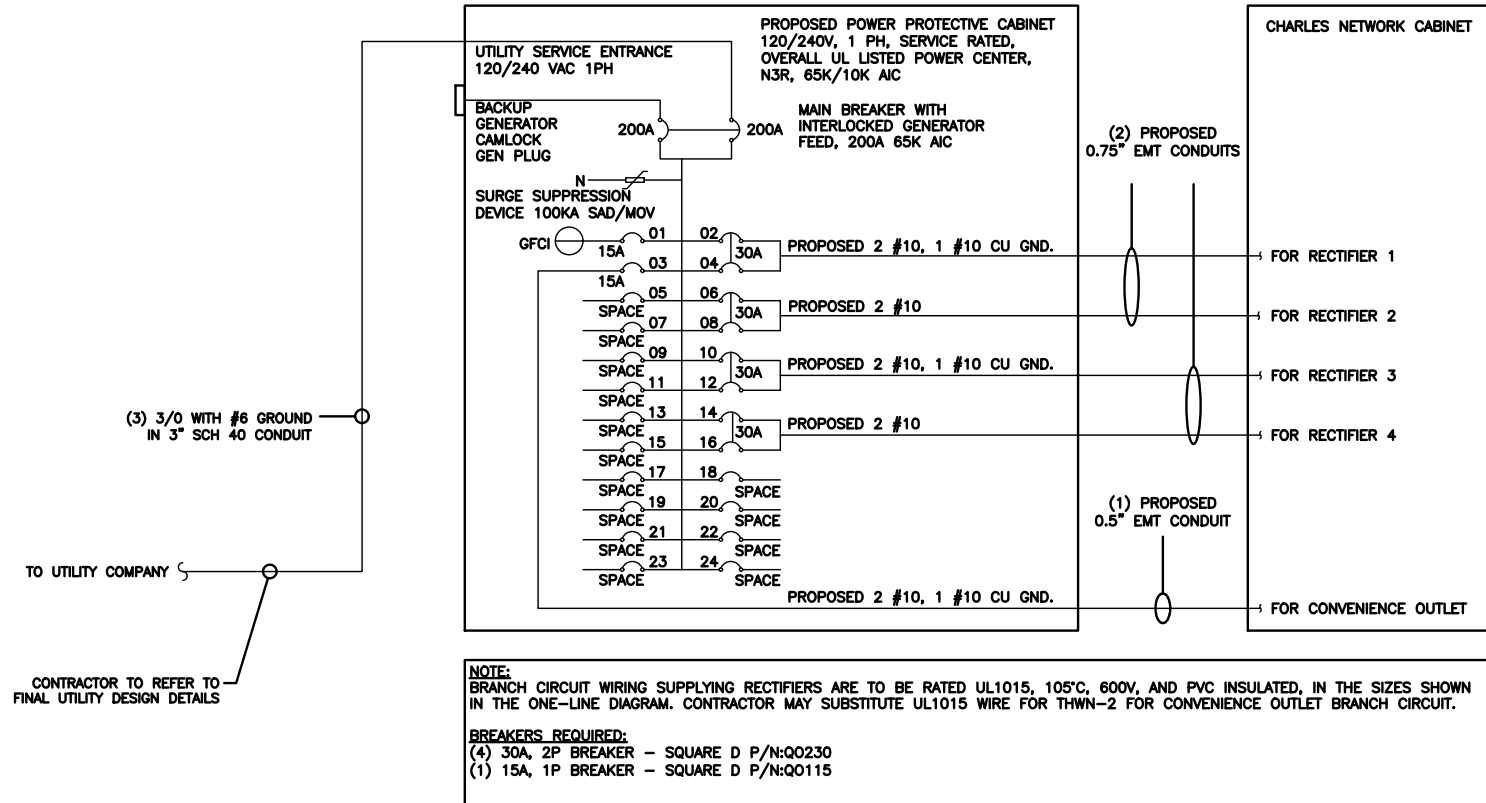 PROPOSED POWER PROTECTIVE CABINET
120/240V, 1 PH, SERVICE RATED,
OVERALL UL LISTED POWER CENTER,
N3R, 65K/10K AIC
CHARLES NETWORK CABINET
UTILITY SERVICE ENTRANCE
120/240 VAC 1PH
BACKUP
GENERATOR
CAMLOCK
GEN PLUG
200A
200A
MAIN BREAKER WITH
INTERLOCKED GENERATOR
FEED, 200A 65K AIC
(2) PROPOSED
0.75" EMT CONDUITS
N
SURGE SUPPRESSION
DEVICE 100KA SAD/MOV
GFCI
15A
01
02
30A
PROPOSED 2 #10, 1 #10 CU GND.
FOR RECTIFIER 1
15A
03
04
SPACE
05
06
30A
PROPOSED 2 #10
FOR RECTIFIER 2
SPACE
07
08
SPACE
09
10
30A
PROPOSED 2 #10, 1 #10 CU GND.
FOR RECTIFIER 3
SPACE
11
12
SPACE
13
14
30A
PROPOSED 2 #10
FOR RECTIFIER 4
SPACE
15
16
SPACE
17
18
SPACE
SPACE
19
20
SPACE
SPACE
21
22
SPACE
SPACE
23
24
SPACE
(3) 3/0 WITH #6 GROUND
IN 3" SCH 40 CONDUIT
(1) PROPOSED
0.5" EMT CONDUIT
TO UTILITY COMPANY
PROPOSED 2 #10, 1 #10 CU GND.
FOR CONVENIENCE OUTLET
CONTRACTOR TO REFER TO
FINAL UTILITY DESIGN DETAILS
NOTE:
BRANCH CIRCUIT WIRING SUPPLYING RECTIFIERS ARE TO BE RATED UL1015, 105°C, 600V, AND PVC INSULATED, IN THE SIZES SHOWN
IN THE ONE-LINE DIAGRAM. CONTRACTOR MAY SUBSTITUTE UL1015 WIRE FOR THWN-2 FOR CONVENIENCE OUTLET BRANCH CIRCUIT.
BREAKERS REQUIRED:
(4) 30A, 2P BREAKER - SQUARE D P/N:QO230
(1) 15A, 1P BREAKER - SQUARE D P/N:QO115